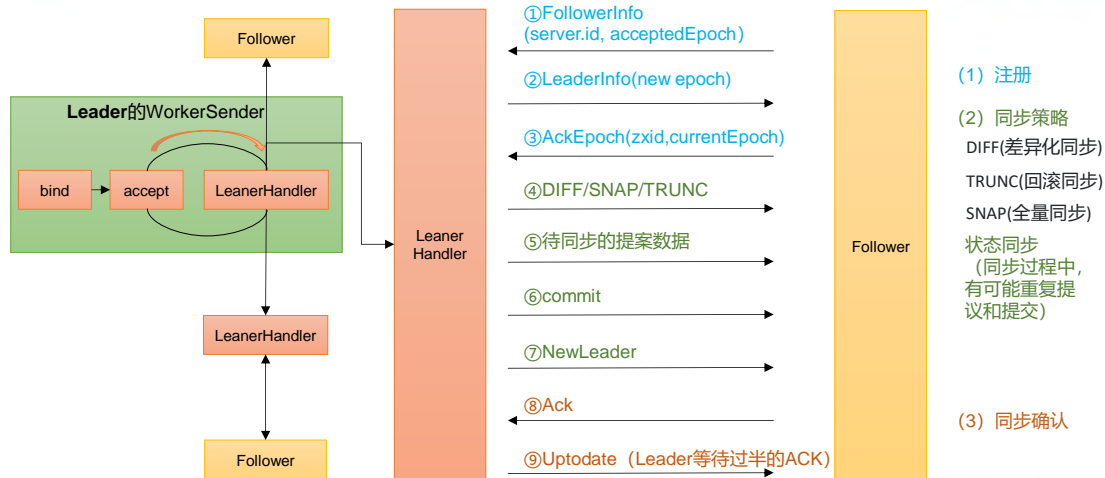 Follower
Leader的WorkerSender
bind
accept
LeanerHandler
LeanerHandler
Follower
Leaner
Handler
①FollowerInfo
(server.id, acceptedEpoch)
②LeaderInfo(new epoch)
③AckEpoch(zxid,currentEpoch)
④DIFF/SNAP/TRUNC
⑤待同步的提案数据
⑥commit
⑦NewLeader
⑧Ack
⑨Uptodate（Leader等待过半的ACK）
Follower
(1) 注册
(2) 同步策略
DIFF(差异化同步)
TRUNC(回滚同步)
SNAP(全量同步)
状态同步
（同步过程中，
有可能重复提
议和提交）
(3) 同步确认